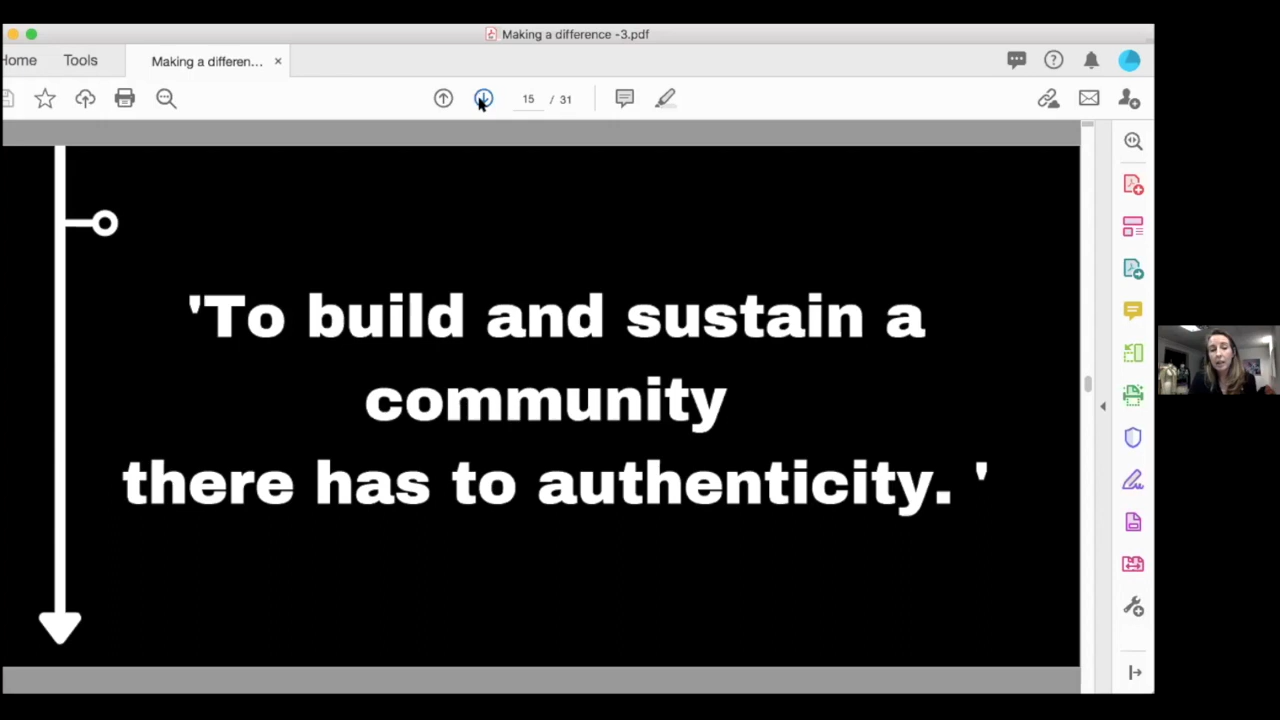 Making a difference -3.pdf
Home
Tools
Making a differen... ×
15 / 31
'To build and sustain a
community
there has to authenticity. '